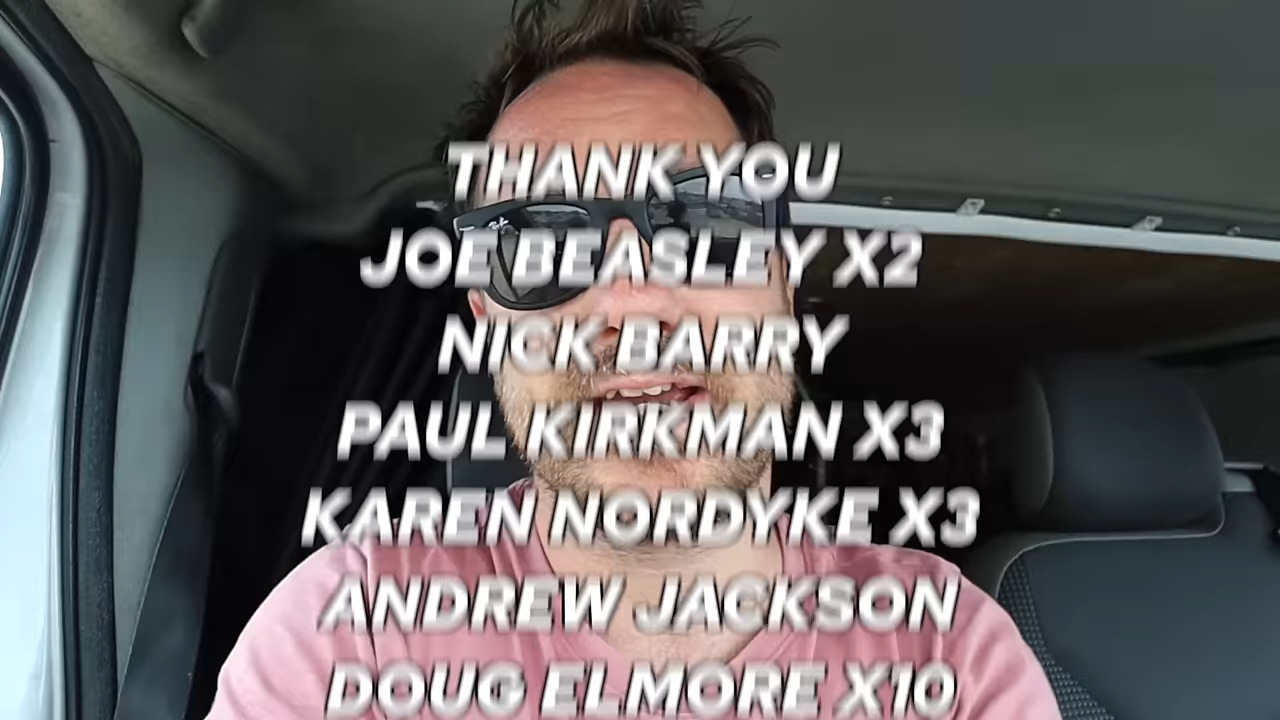 THANK YOU
JOE BEASLEY X2
NICK BARRY
PAUL KIRKMAN X3
KAREN NORDYKE X3
ANDREW JACKSON
DOUG ELMORE X10